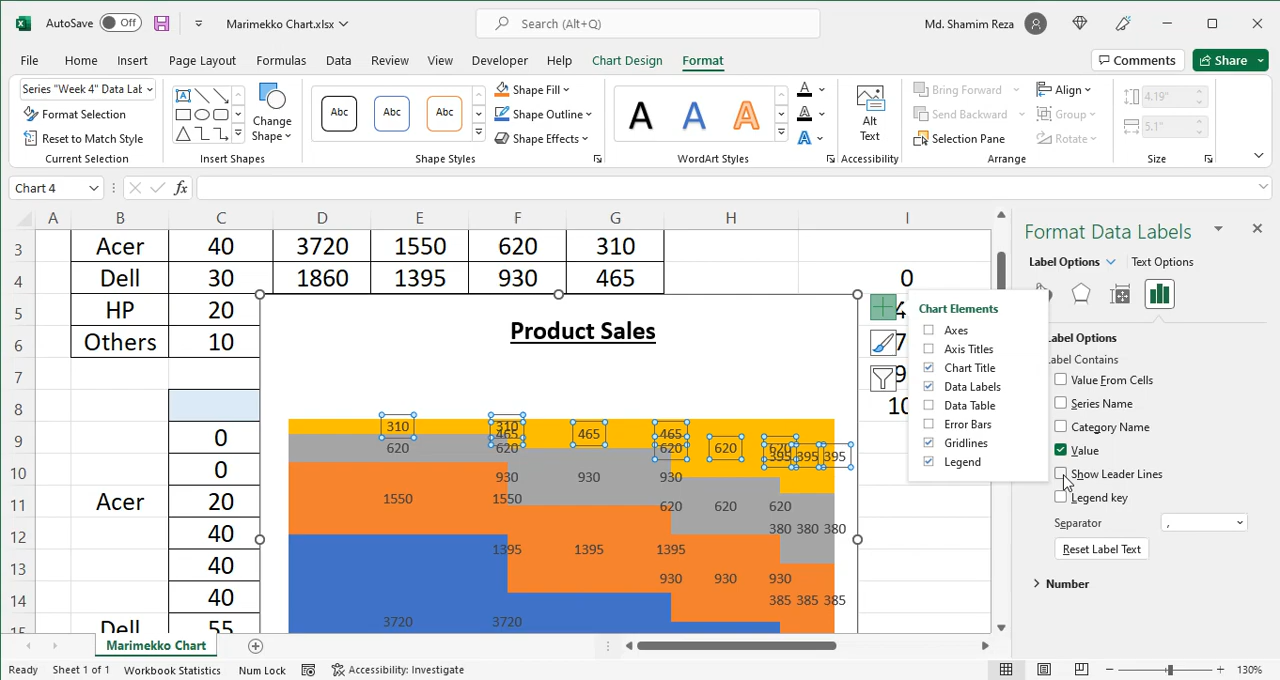 AutoSave Off Marimekko Chart.xlsx Search (Alt+Q) Md. Shamim Reza
File Home Insert Page Layout Formulas Data Review View Developer Help Chart Design Format Comments Share
Series "Week 4" Data Lab
Format Selection
Reset to Match Style
Current Selection
Change
Shape
Insert Shapes
Abc Abc Abc
Shape Fill
Shape Outline
Shape Effects
Shape Styles
A A A
WordArt Styles
Alt
Text
Accessibility
Bring Forward
Send Backward
Selection Pane
Align
Group
Rotate
Arrange
4.19"
5.1"
Size
Chart 4 fx
A B C D E F G H I
3 Acer 40 3720 1550 620 310
4 Dell 30 1860 1395 930 465 0
5 HP 20 4
6 Others 10 7
7 9
8 10
9 0
10 0
11 Acer 20
12 40
13 40
14 40
15 Dell 55
Product Sales
310 310
465 465 465
620 620 620
395 395 395
620 620
930 930 930
620 620 620
380 380 380
1550 1550
1395 1395 1395
930 930 930
385 385 385
3720 3720
Chart Elements
Axes
Axis Titles
Chart Title
Data Labels
Data Table
Error Bars
Gridlines
Legend
Format Data Labels
Label Options Text Options
Label Options
Label Contains
Value From Cells
Series Name
Category Name
Value
Show Leader Lines
Legend key
Separator ,
Reset Label Text
Number
Marimekko Chart
Ready Sheet 1 of 1 Workbook Statistics Num Lock Accessibility: Investigate 130%